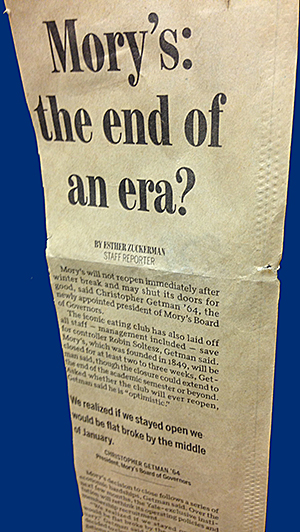 Mory's:
the end of
an era?
BY ESTHER ZUCKERMAN
STAFF REPORTER
Mory's will not reopen immediately after
winter break and may shut its doors for
good, said Christopher Getman '64, the
newly appointed president of Mory's Board
of Governors.
The iconic eating club has also laid off
all staff — management included — save
for controller Robin Soltesz, Getman said.
Mory's, which was founded in 1849, will be
closed for at least two to three weeks, Get-
man said, though the closure could extend to
the end of the academic semester or beyond.
Asked whether the club will ever reopen,
Getman said he is "optimistic."
We realized if we stayed open we
would be flat broke by the middle
of January.
CHRISTOPHER GETMAN '64
President, Mory's Board of Governors
Mory's decision to close follows a series of
economic hardships, Getman said. Over the